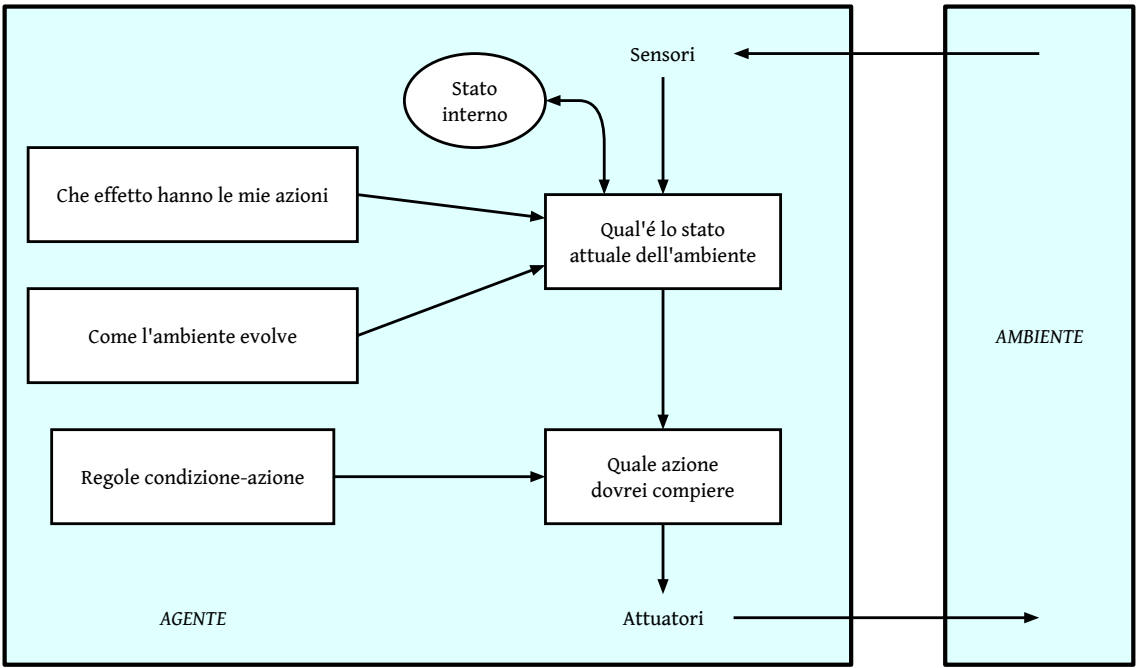 Sensori
Stato
interno
Che effetto hanno le mie azioni
Qual'é lo stato
attuale dell'ambiente
Come l'ambiente evolve
AMBIENTE
Regole condizione-azione
Quale azione
dovrei compiere
AGENTE
Attuatori